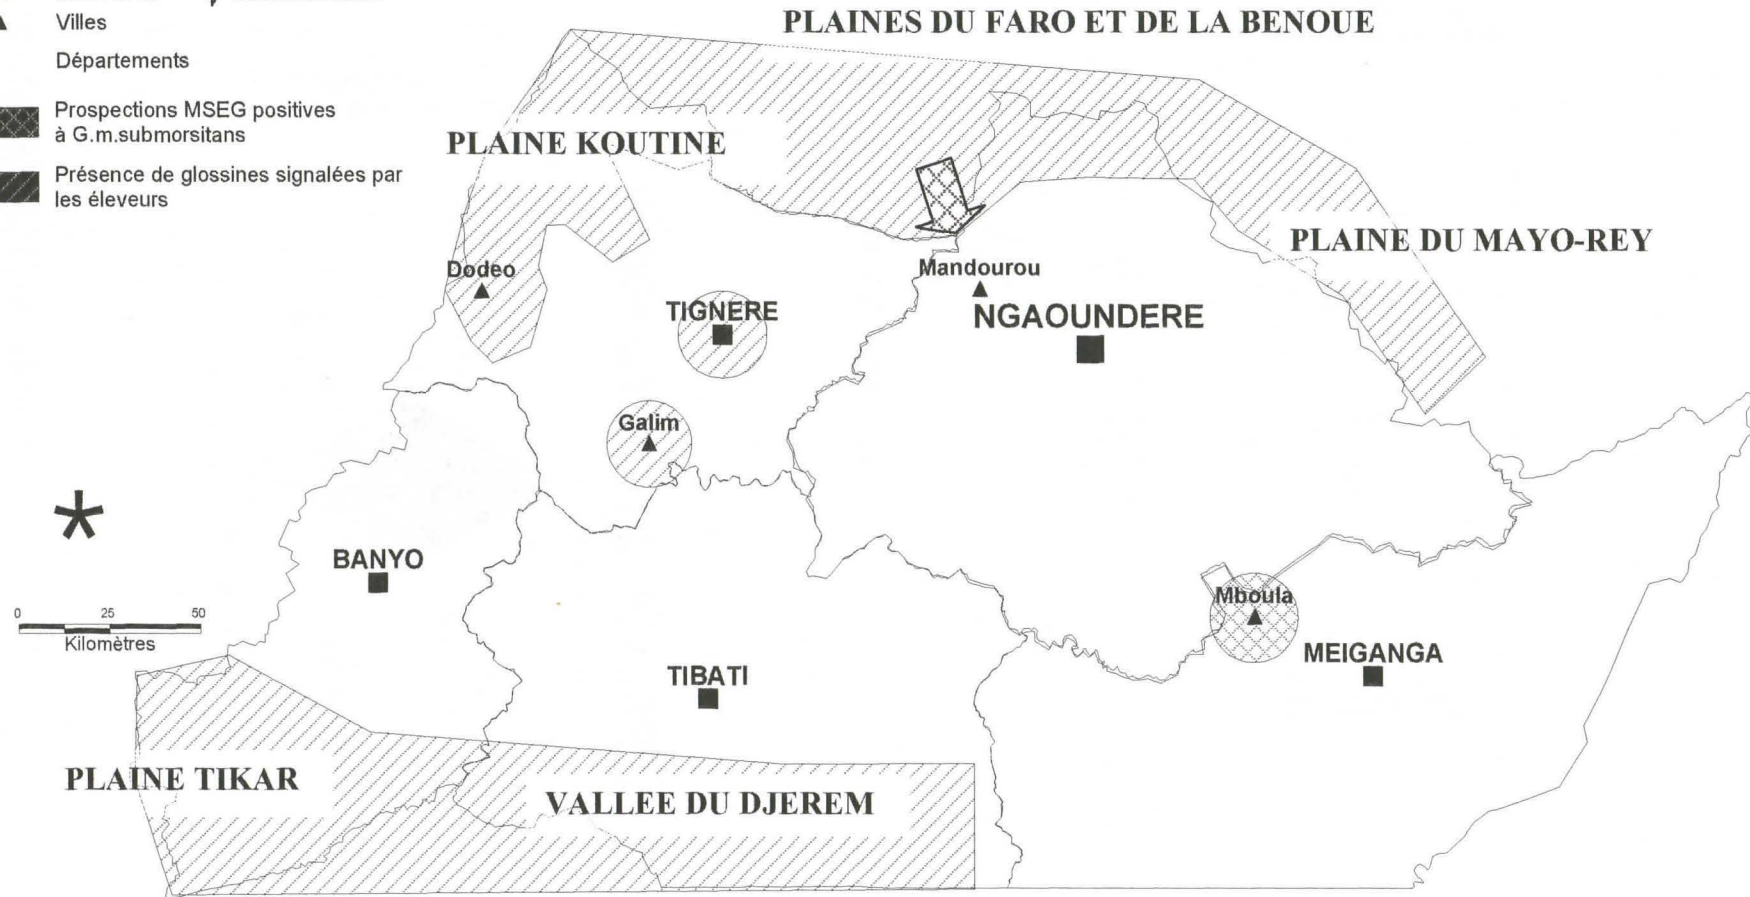 PLAINES DU FARO ET DE LA BENOUE
Villes
Départements
Prospections MSEG positives
à G.m.submorsitans
Présence de glossines signalées par
les éleveurs
PLAINE KOUTINE
PLAINE DU MAYO-REY
Dodeo
Mandourou
TIGNERE
NGAOUNDERE
Galim
BANYO
Mboula
0 25 50
Kilomètres
MEIGANGA
TIBATI
PLAINE TIKAR
VALLEE DU DJEREM